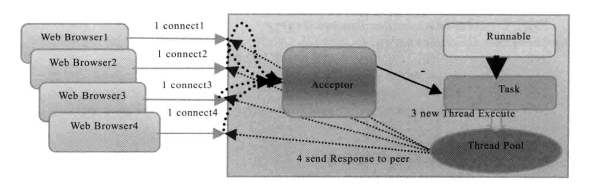 Web Browser1
1 connect1
Runnable
Web Browser2
1 connect2
Web Browser3
1 connect3
Acceptor
Task
Web Browser4
1 connect4
3 new Thread Execute
Thread Pool
4 send Response to peer